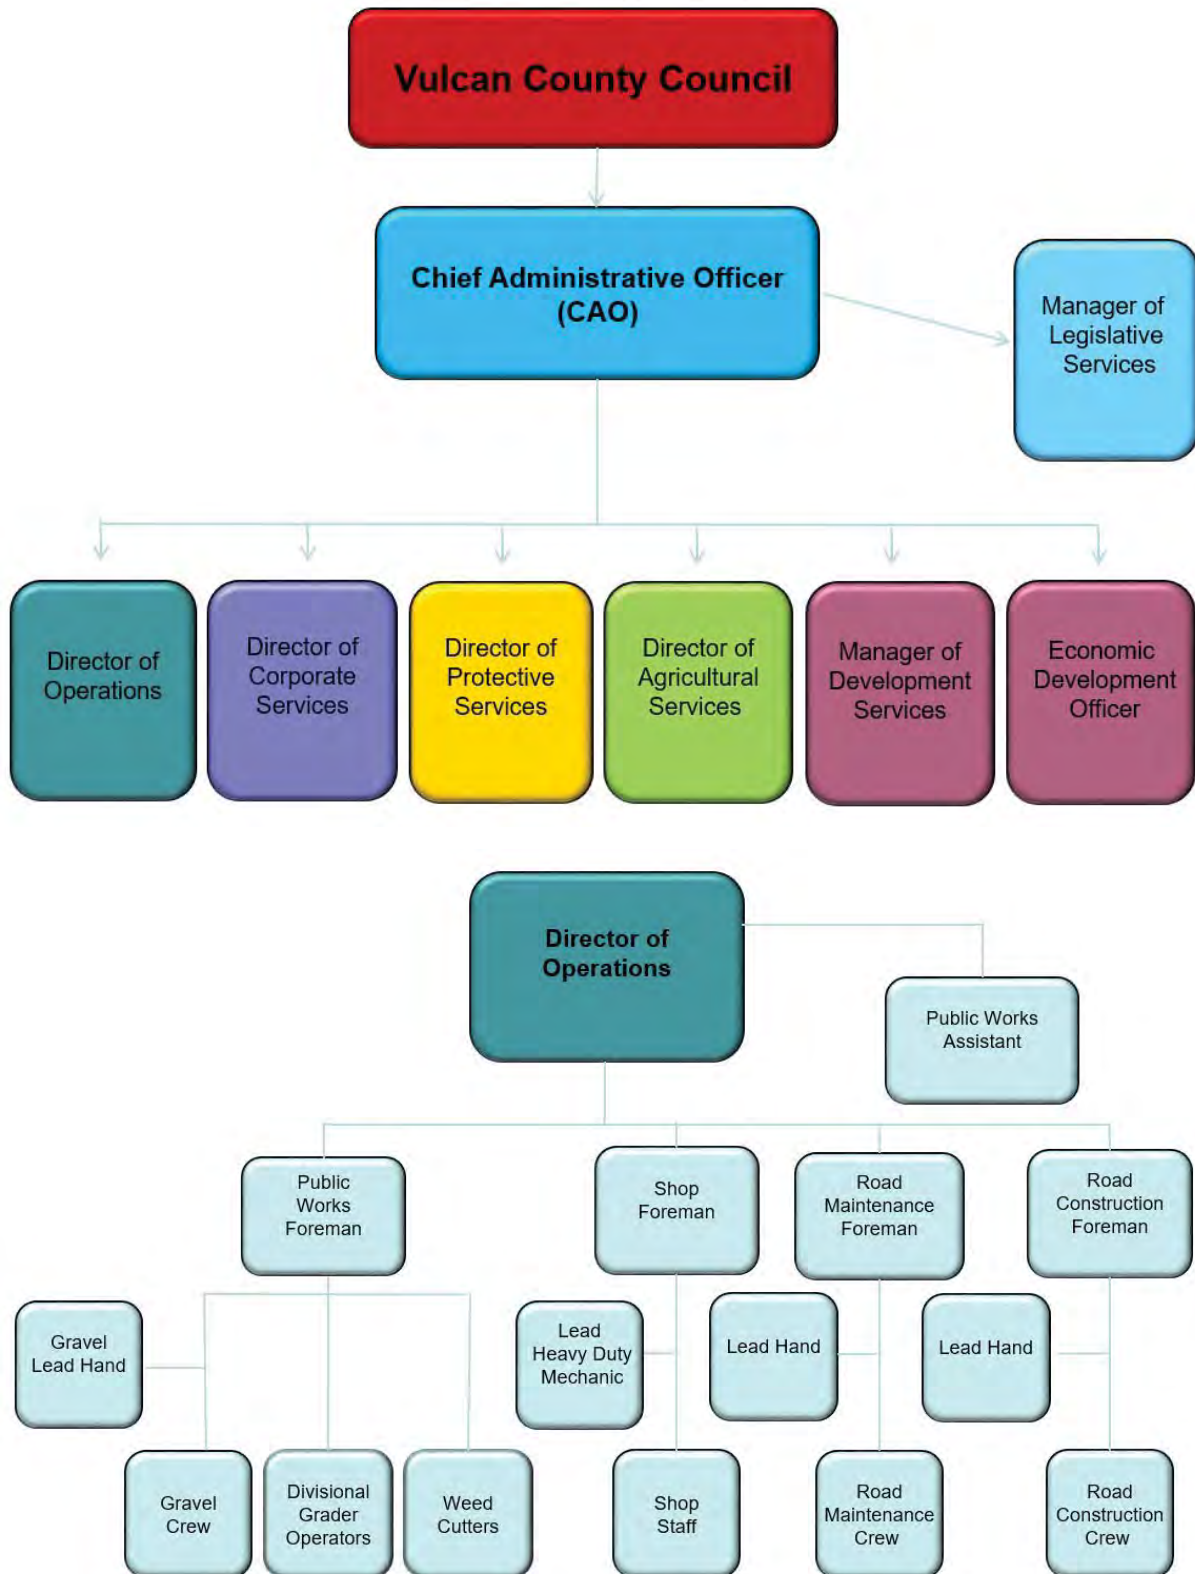 Vulcan County Council
Chief Administrative Officer
(CAO)
Manager of
Legislative
Services
Director of
Operations
Director of
Corporate
Services
Director of
Protective
Services
Director of
Agricultural
Services
Manager of
Development
Services
Economic
Development
Officer
Director of
Operations
Public Works
Assistant
Public
Works
Foreman
Shop
Foreman
Road
Maintenance
Foreman
Road
Construction
Foreman
Gravel
Lead Hand
Lead
Heavy Duty
Mechanic
Lead Hand
Lead Hand
Gravel
Crew
Divisional
Grader
Operators
Weed
Cutters
Shop
Staff
Road
Maintenance
Crew
Road
Construction
Crew